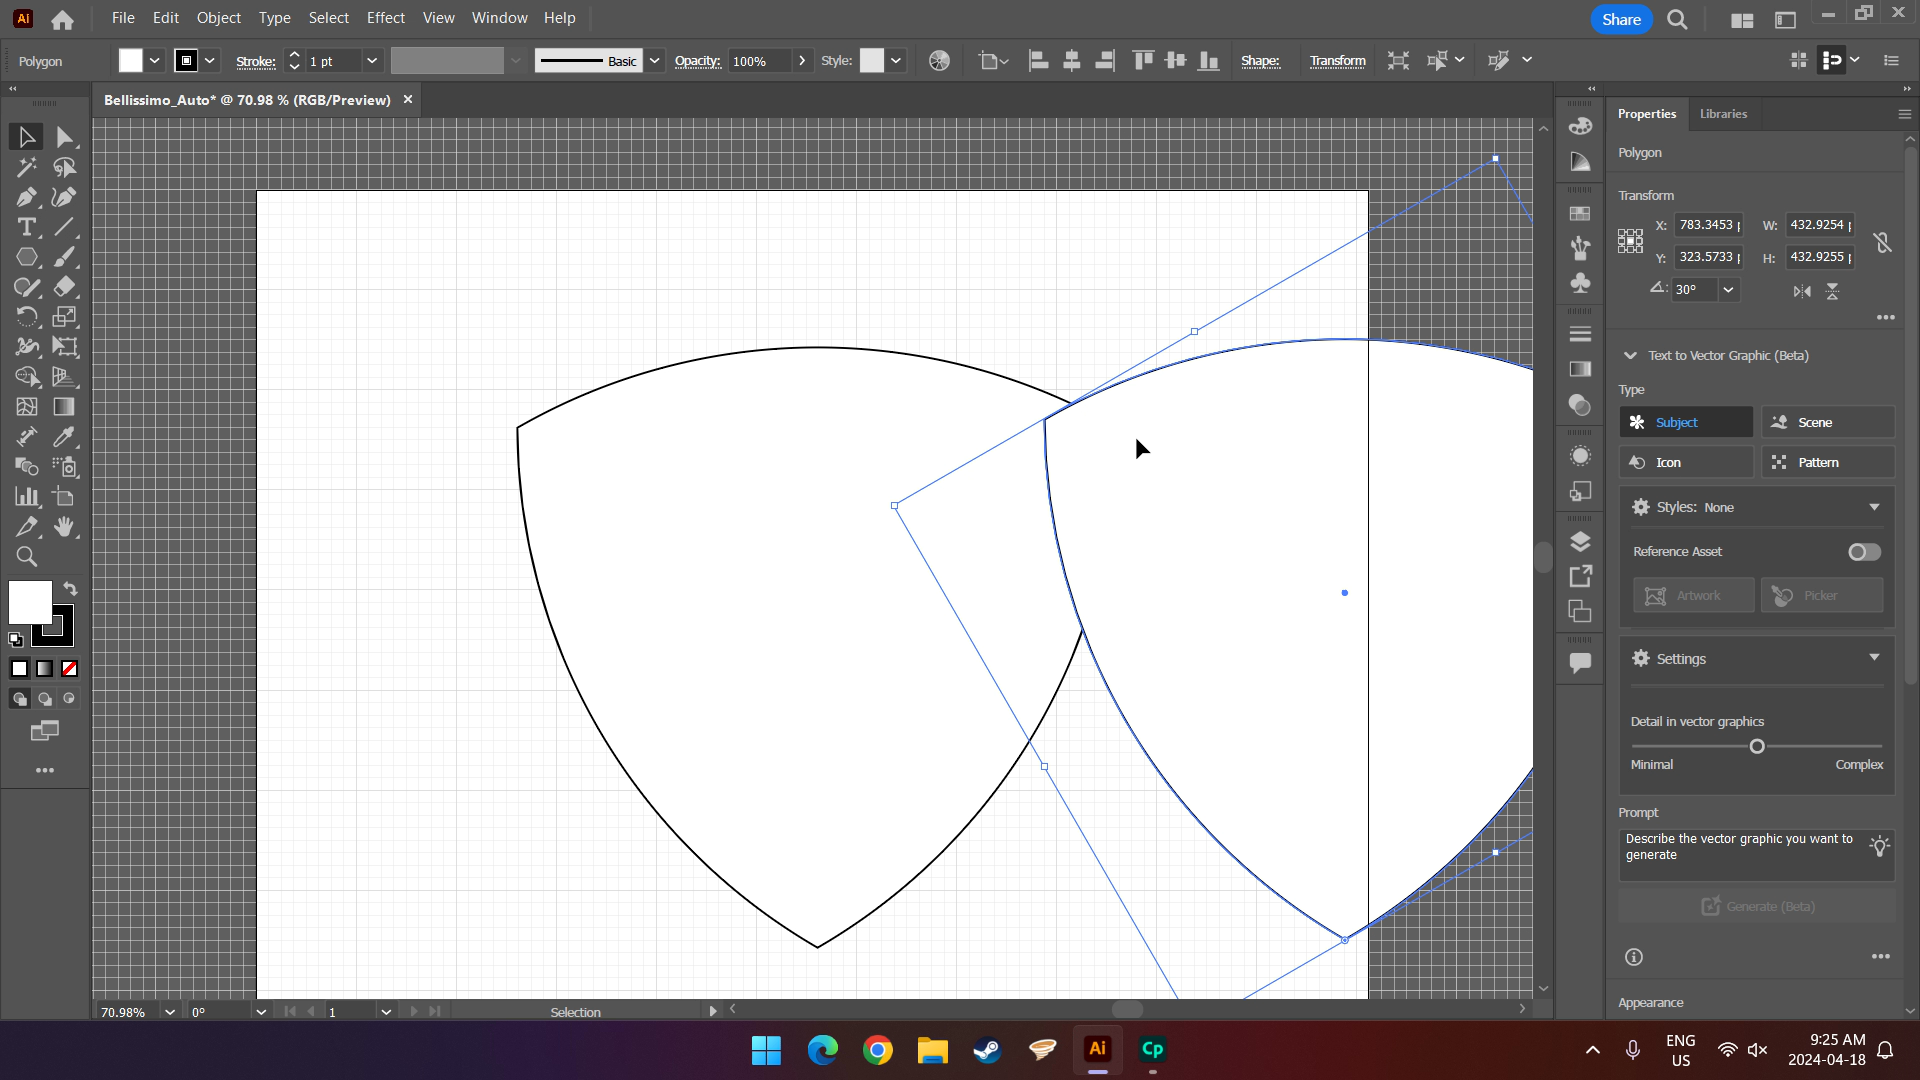 Ai File Edit Object Type Select Effect View Window Help Share
Polygon Stroke: 1 pt Basic Opacity: 100% Style: Shape: Transform
Bellissimo_Auto* @ 70.98 % (RGB/Preview)
Properties Libraries
Polygon
Transform
X: 783.3453 W: 432.9254
Y: 323.5733 H: 432.9255
30°
Text to Vector Graphic (Beta)
Type
Subject Scene
Icon Pattern
Styles: None
Reference Asset
Artwork Picker
Settings
Detail in vector graphics
Minimal Complex
Prompt
Describe the vector graphic you want to
generate
Generate (Beta)
Appearance
70.98% 0° 1 Selection
Ai Cp
ENG
US
9:25 AM
2024-04-18